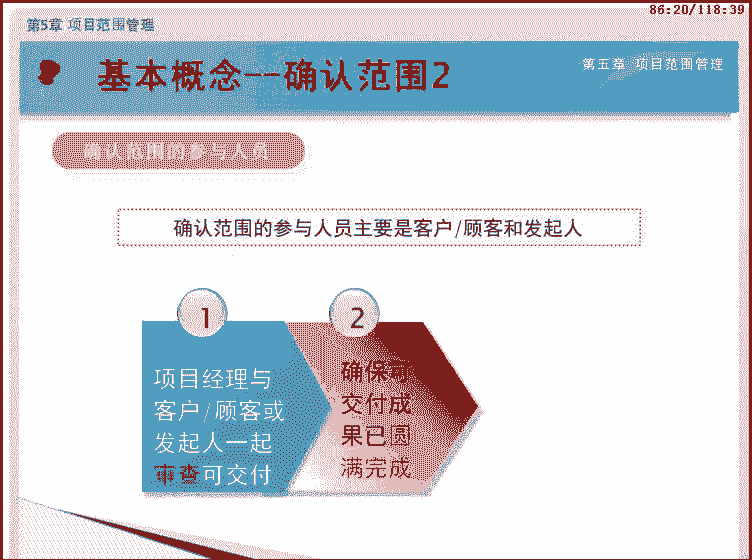 86:20/118:39
第5章 项目范围管理
基本概念--确认范围2
第五章 项目范围管理
确认范围的参与人员
确认范围的参与人员主要是客户/顾客和发起人
1
项目经理与
客户/顾客或
发起人一起
审查可交付
2
确保可
交付成
果已圆
满完成